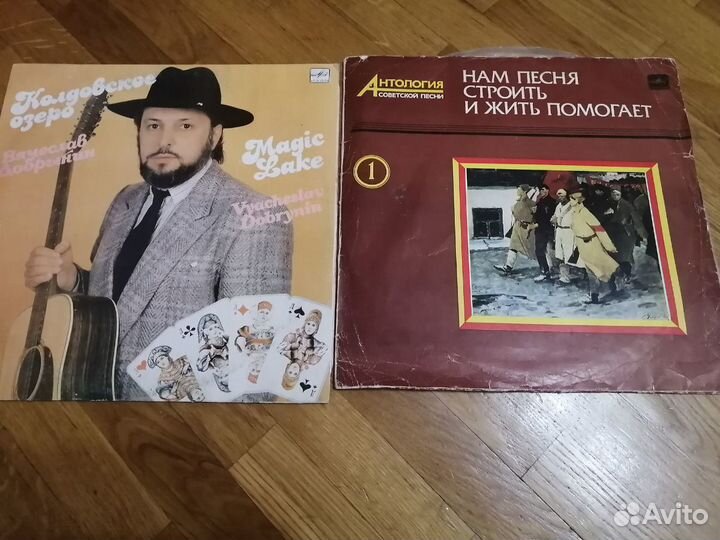 Колдовское
озеро
Вячеслав
Добрынин
Magic
Lake
Vyacheslav
Dobrynin
Антология
советской песни
НАМ ПЕСНЯ
СТРОИТЬ
И ЖИТЬ ПОМОГАЕТ
1
Avito